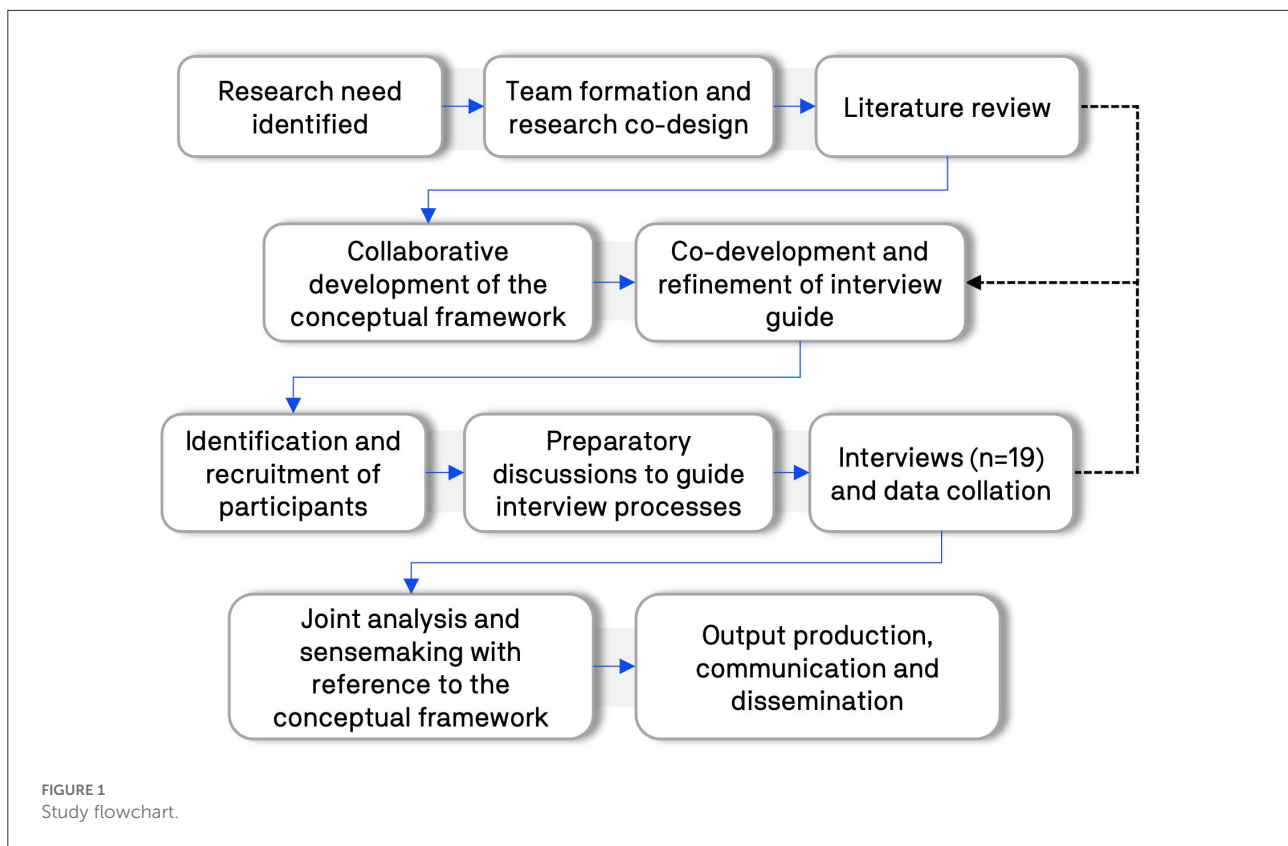 Research need
identified
Team formation and
research co-design
Literature review
Collaborative
development of the
conceptual framework
Co-development and
refinement of interview
guide
Identification and
recruitment of
participants
Preparatory
discussions to guide
interview processes
Interviews (n=19)
and data collation
Joint analysis and
sensemaking with
reference to the
conceptual framework
Output production,
communication and
dissemination
FIGURE 1
Study flowchart.